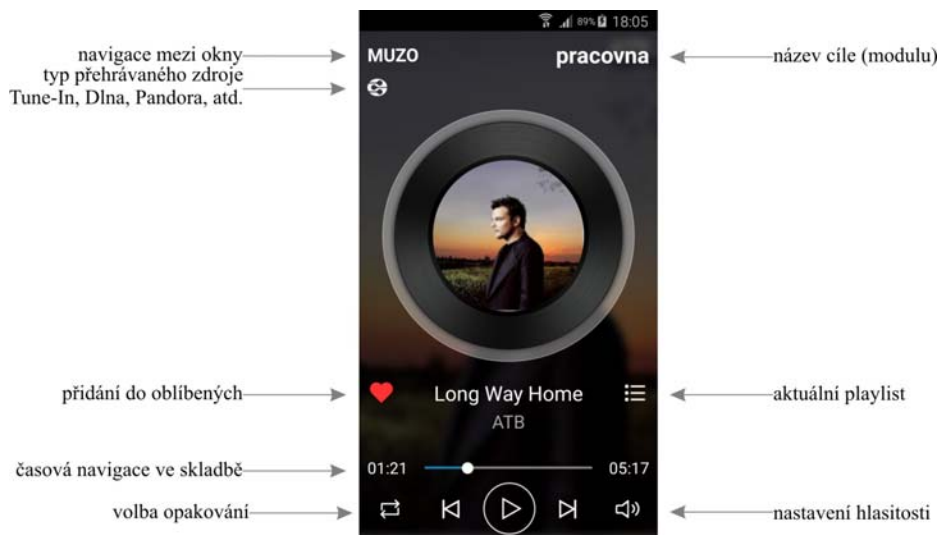 89% 18:05
navigace mezi okny
MUZO
pracovna
název cíle (modulu)
typ přehrávaného zdroje
Tune-In, Dlna, Pandora, atd.
přidání do oblíbených
Long Way Home
aktuální playlist
ATB
časová navigace ve skladbě
01:21
05:17
volba opakování
nastavení hlasitosti